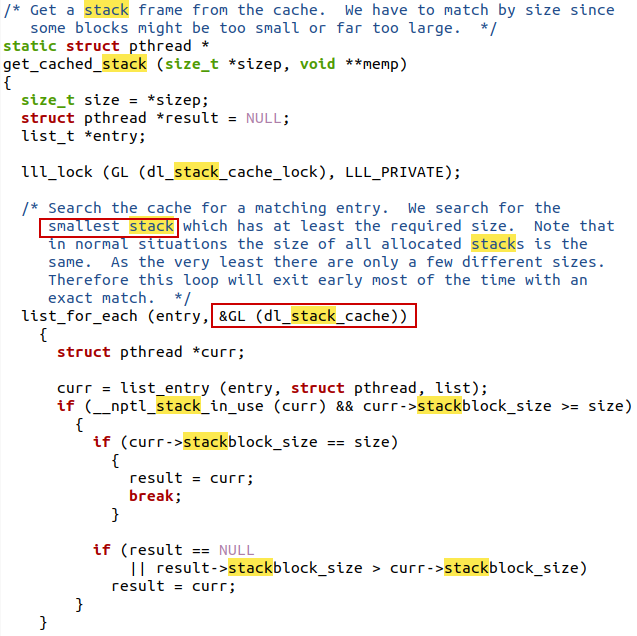 /* Get a stack frame from the cache.  We have to match by size since
   some blocks might be too small or far too large.  */
static struct pthread *
get_cached_stack (size_t *sizep, void **memp)
{
  size_t size = *sizep;
  struct pthread *result = NULL;
  list_t *entry;

  lll_lock (GL (dl_stack_cache_lock), LLL_PRIVATE);

  /* Search the cache for a matching entry.  We search for the
     smallest stack which has at least the required size.  Note that
     in normal situations the size of all allocated stacks is the
     same.  As the very least there are only a few different sizes.
     Therefore this loop will exit early most of the time with an
     exact match.  */
  list_for_each (entry, &GL (dl_stack_cache))
    {
      struct pthread *curr;

      curr = list_entry (entry, struct pthread, list);
      if (__nptl_stack_in_use (curr) && curr->stackblock_size >= size)
        {
          if (curr->stackblock_size == size)
            {
              result = curr;
              break;
            }

          if (result == NULL
              || result->stackblock_size > curr->stackblock_size)
            result = curr;
        }
    }